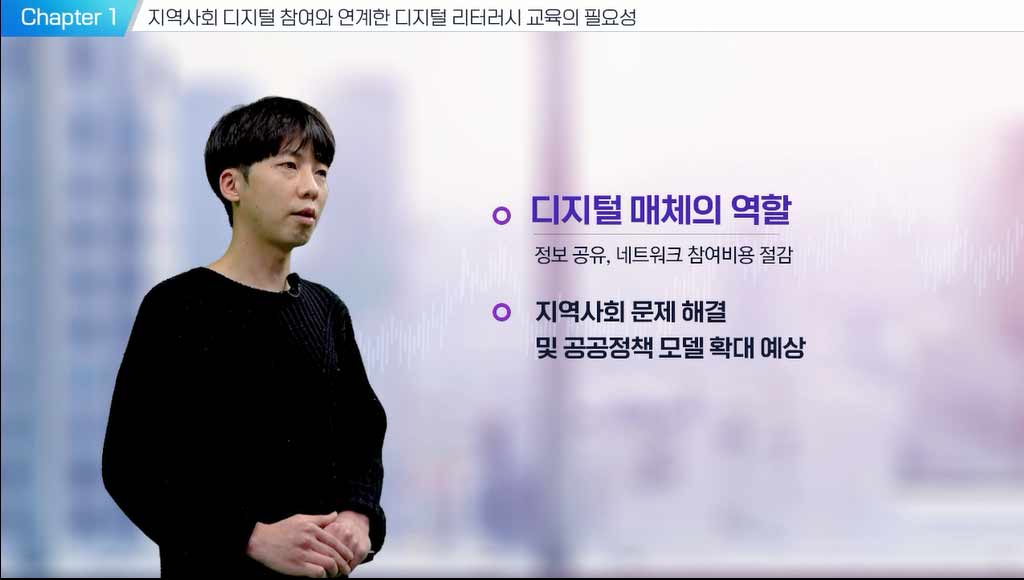 Chapter 1
지역사회 디지털 참여와 연계한 디지털 리터러시 교육의 필요성
디지털 매체의 역할
정보 공유, 네트워크 참여비용 절감
지역사회 문제 해결
및 공공정책 모델 확대 예상